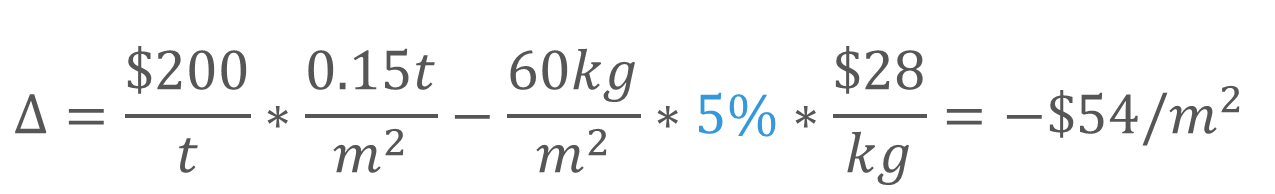 Δ = $200/t * 0.15t/m² − 60kg/m² * 5% * $28/kg = −$54/m²